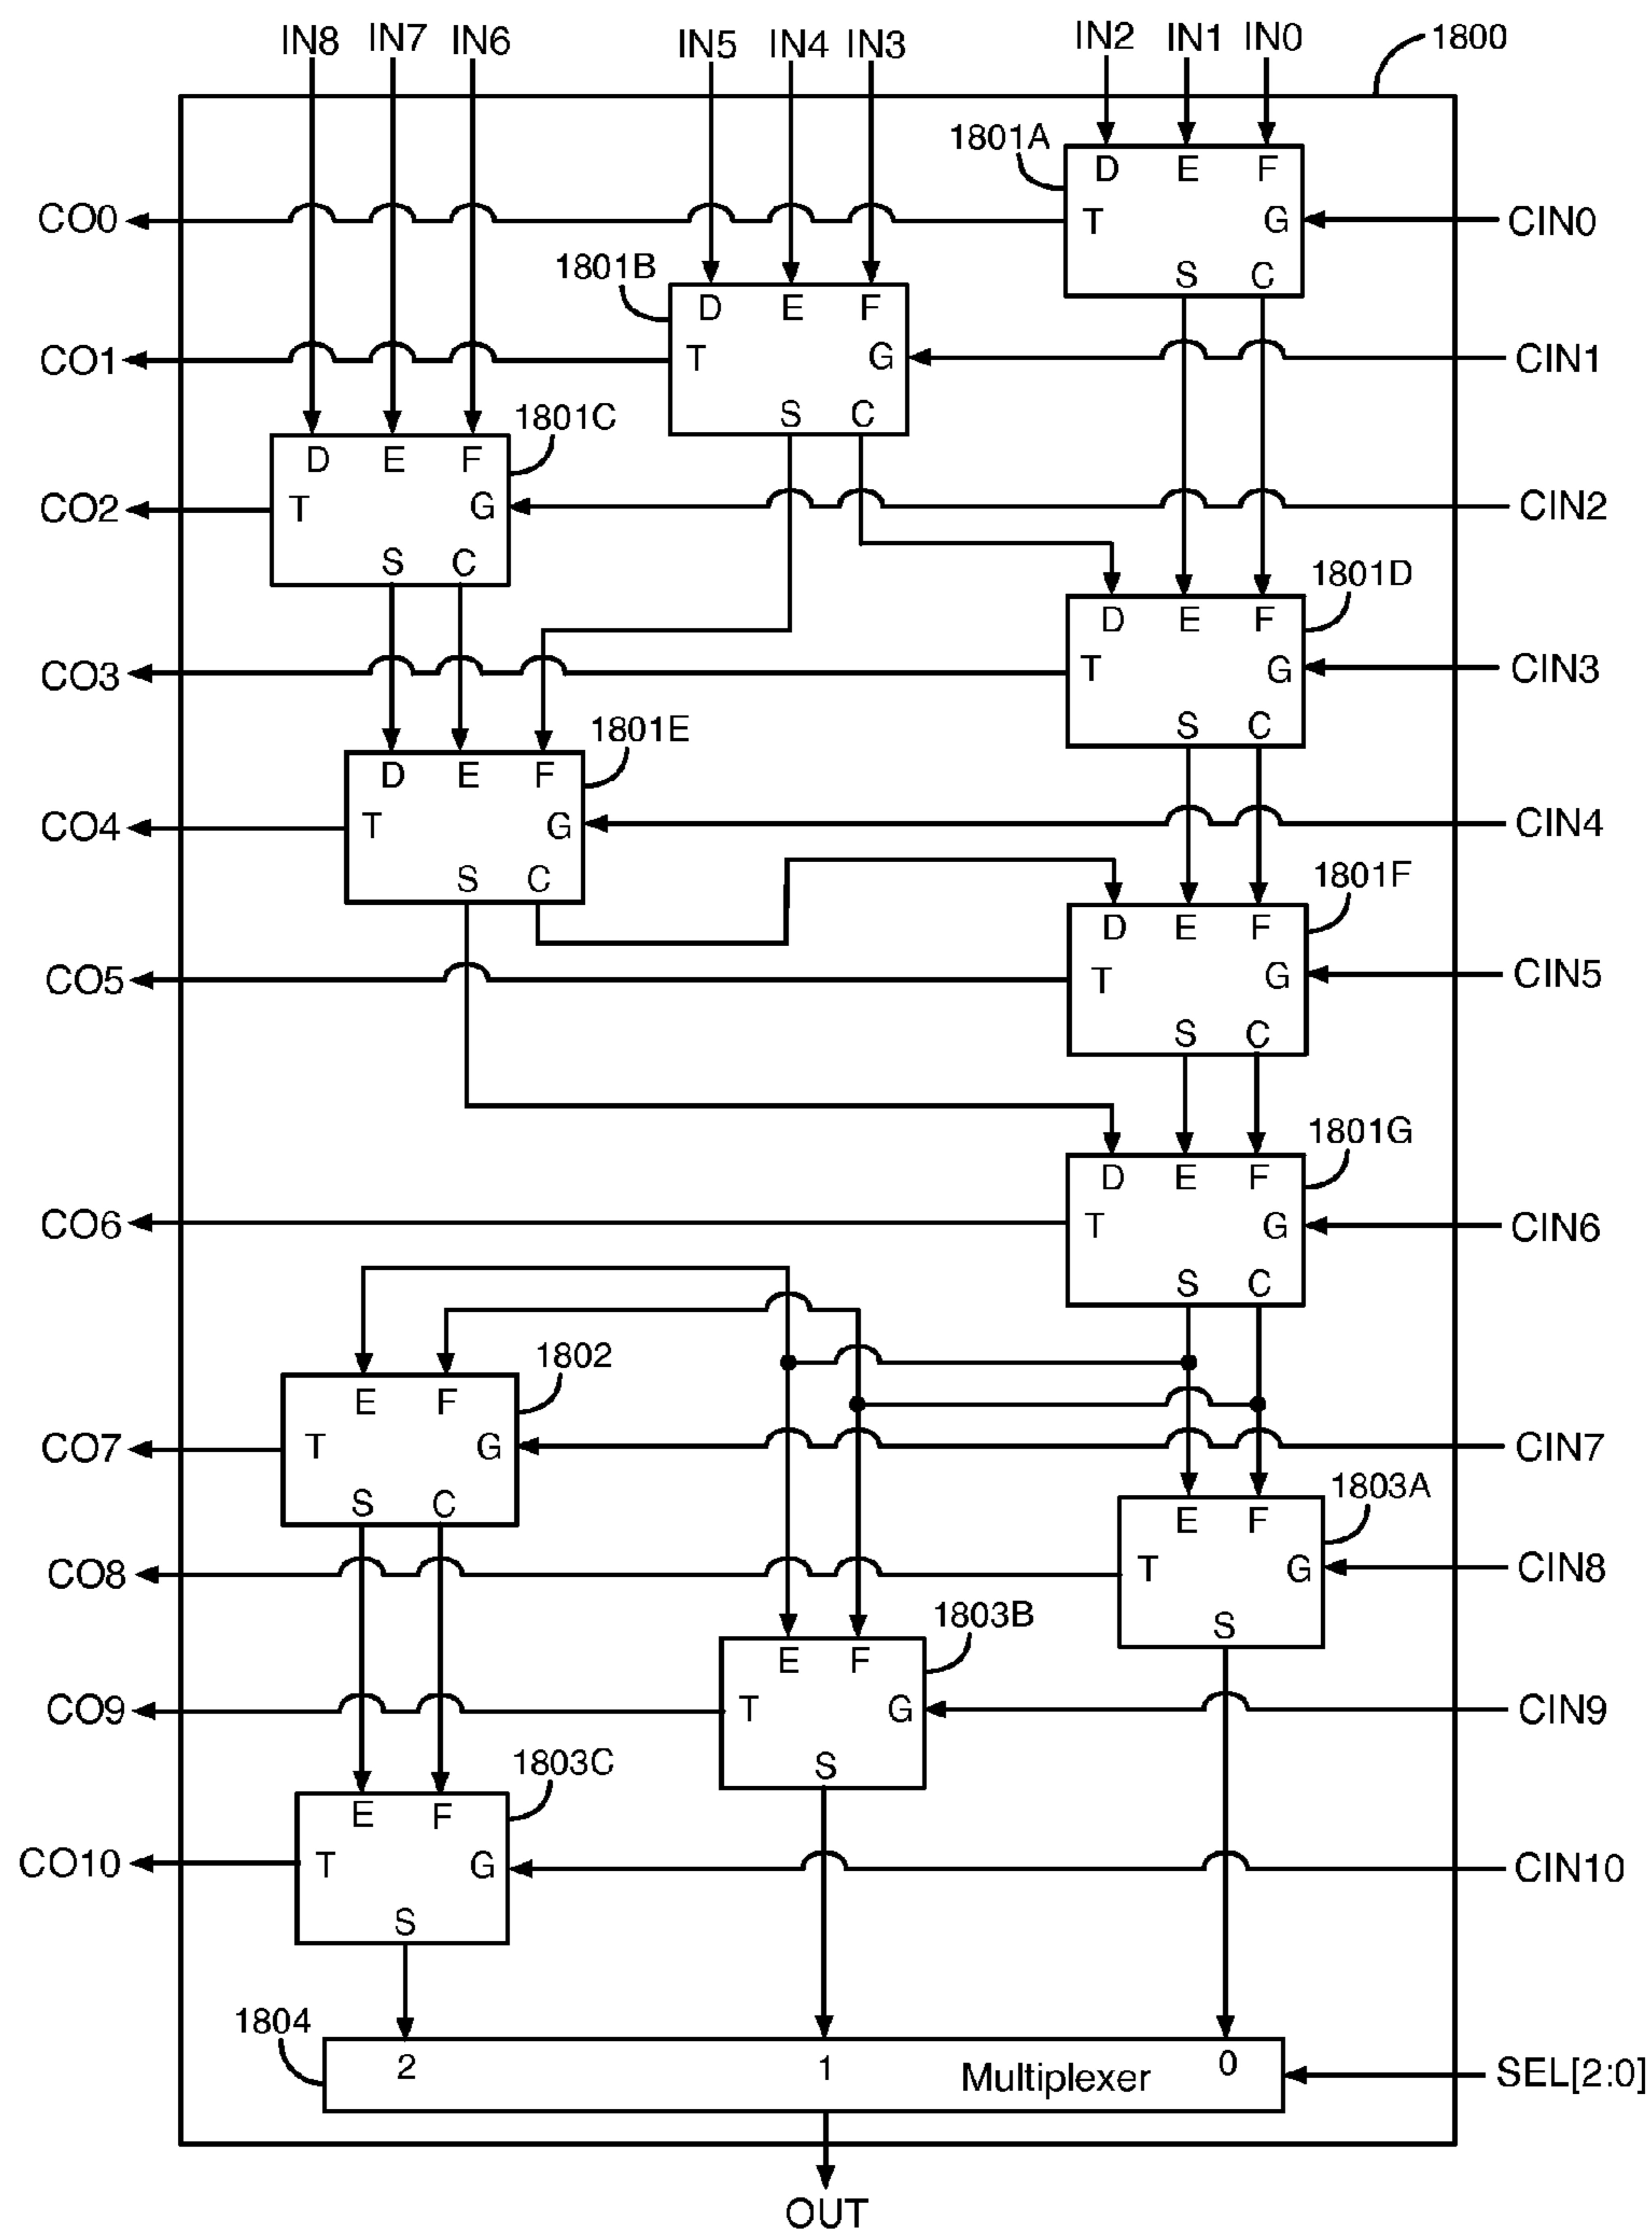 IN8 IN7 IN6 IN5 IN4 IN3 IN2 IN1 IN0 1800
1801A
D E F
CO0 T G CIN0
S C
1801B
D E F
CO1 T G CIN1
S C
1801C
D E F
CO2 T G CIN2
S C
1801D
D E F
CO3 T G CIN3
S C
1801E
D E F
CO4 T G CIN4
S C
1801F
D E F
CO5 T G CIN5
S C
1801G
D E F
CO6 T G CIN6
S C
1802
E F
CO7 T G CIN7
S C
1803A
E F
CO8 T G CIN8
S
1803B
E F
CO9 T G CIN9
S
1803C
E F
CO10 T G CIN10
S
1804
2 1 Multiplexer 0 SEL[2:0]
OUT